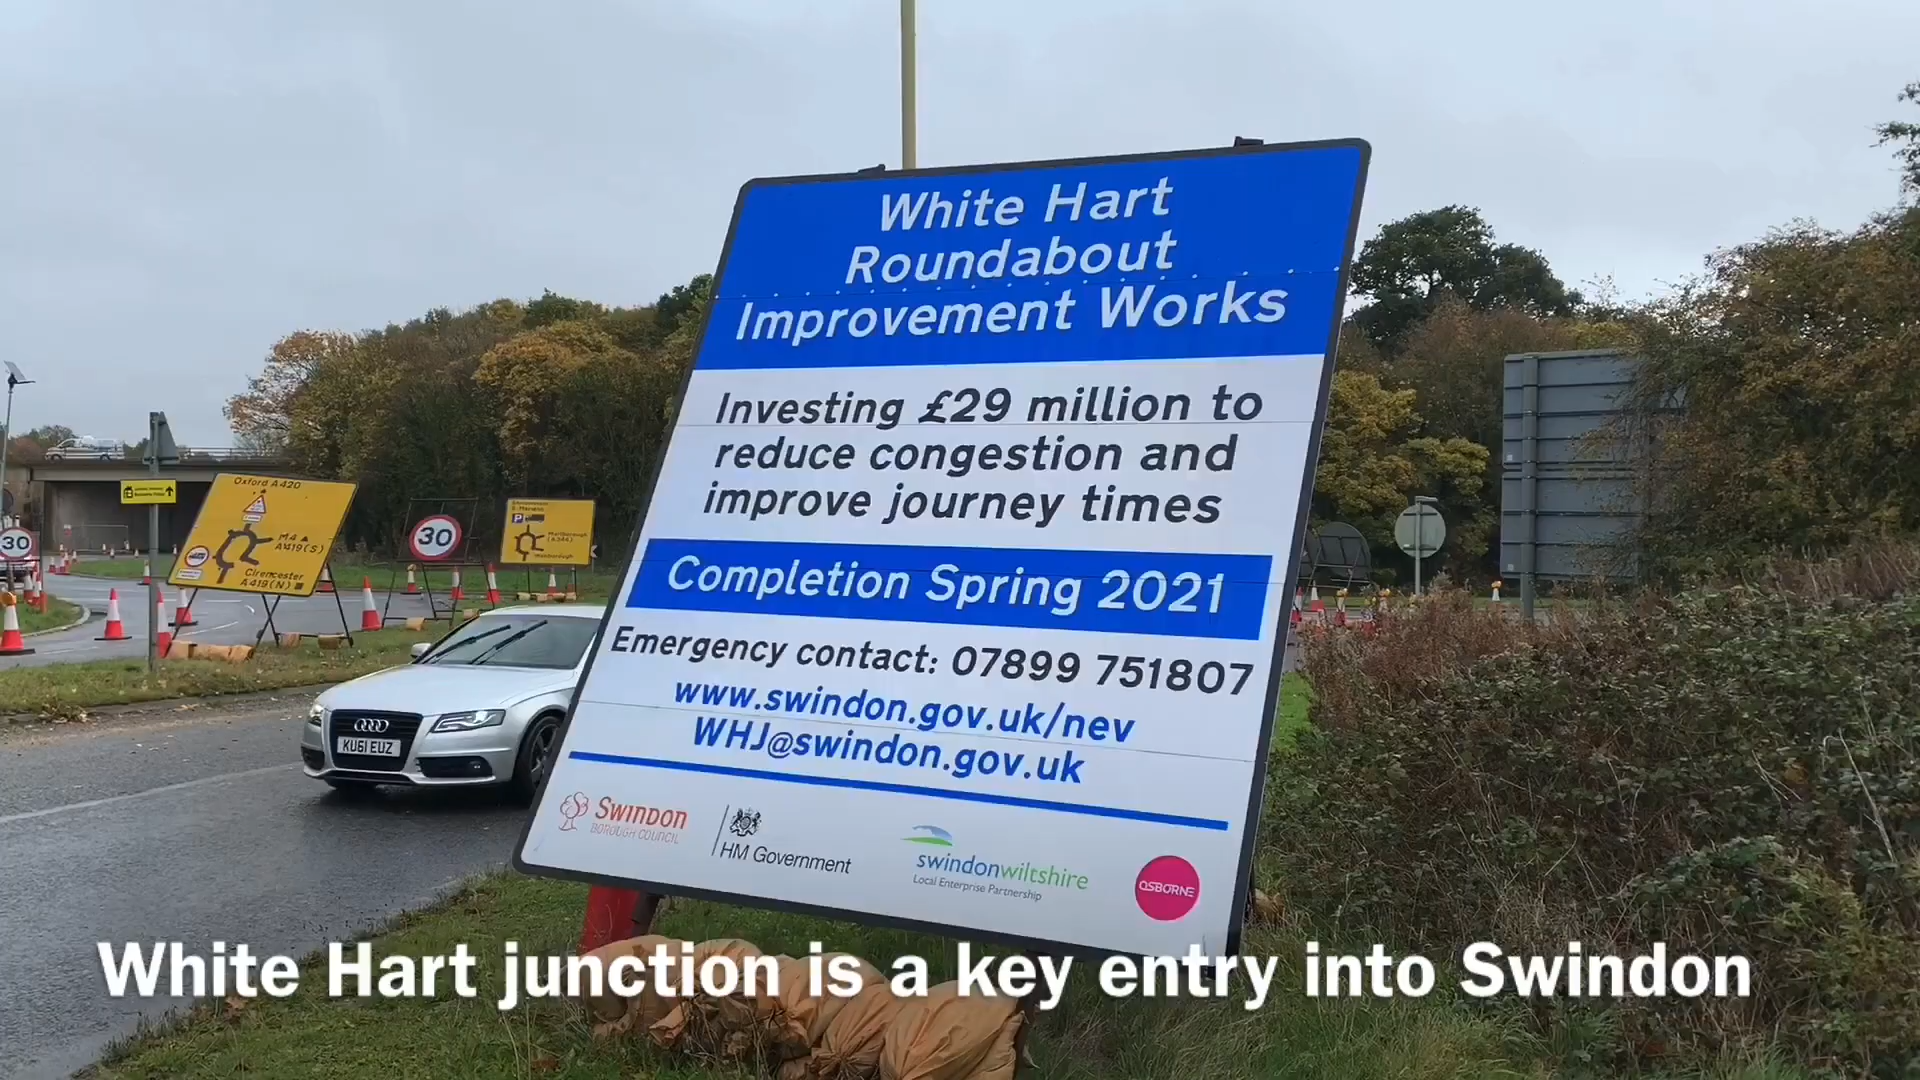 White Hart
Roundabout
Improvement Works
Investing £29 million to
reduce congestion and
improve journey times
Completion Spring 2021
Emergency contact: 07899 751807
www.swindon.gov.uk/nev
WHJ@swindon.gov.uk
SWINDON
BOROUGH COUNCIL
HM Government
swindonwiltshire
Local Enterprise Partnership
OSBORNE
Oxford A420
M4
A419(S)
Cirencester
A419(N)
30
30
P
Marlborough
KU61 EUZ
White Hart junction is a key entry into Swindon